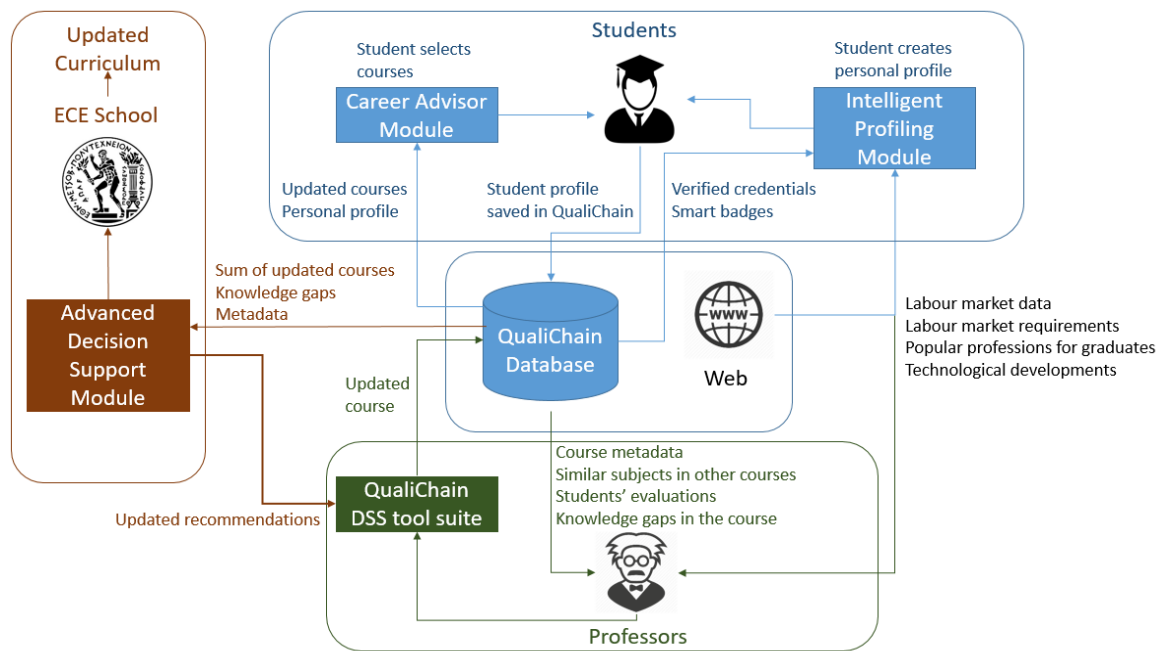 Updated
Curriculum
ECE School
Advanced
Decision
Support
Module
Sum of updated courses
Knowledge gaps
Metadata
Updated recommendations
Students
Student selects
courses
Career Advisor
Module
Student creates
personal profile
Intelligent
Profiling
Module
Updated courses
Personal profile
Student profile
saved in QualiChain
Verified credentials
Smart badges
QualiChain
Database
WWW
Web
Labour market data
Labour market requirements
Popular professions for graduates
Technological developments
Updated
course
Course metadata
Similar subjects in other courses
Students’ evaluations
Knowledge gaps in the course
QualiChain
DSS tool suite
Professors